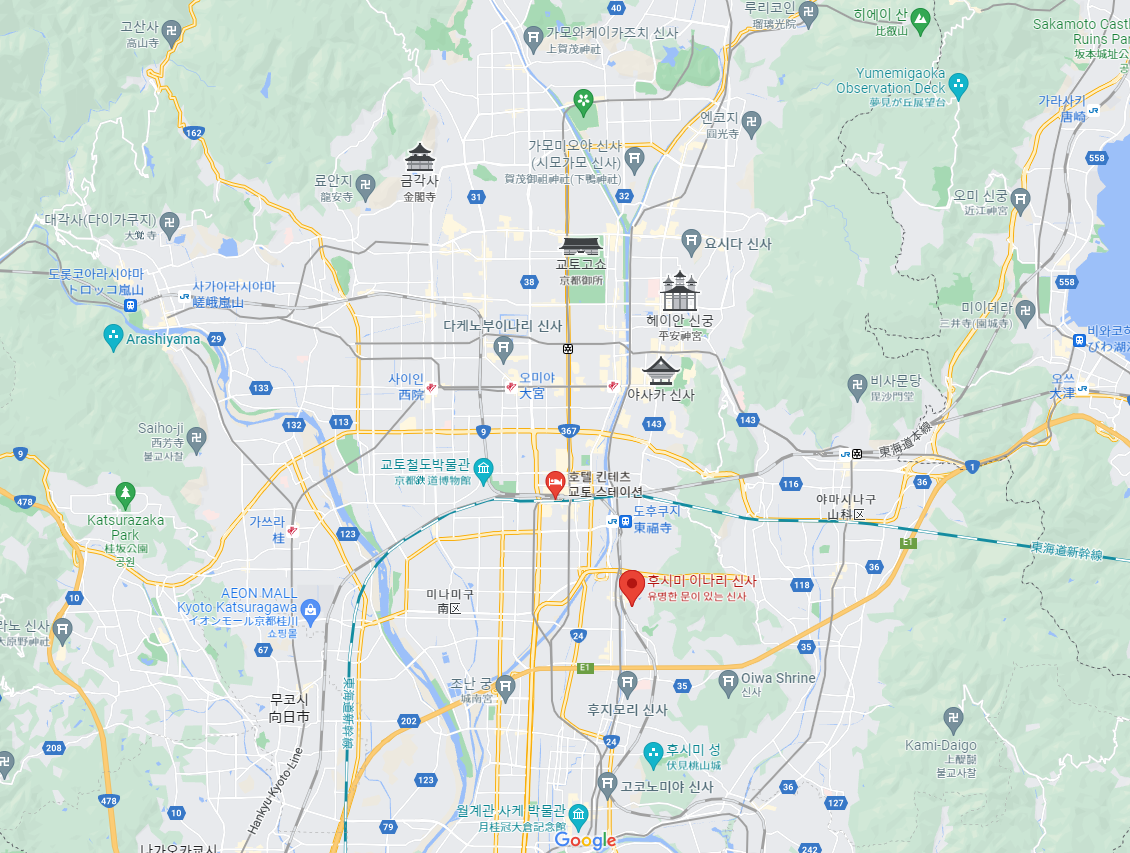 40
루리코인
瑠璃光院
히에이 산
比叡山
고산사
高山寺
가모와케이카즈치 신사
上賀茂神社
Sakamoto Castl
Ruins Par
坂本城址公
공
Yumemigaoka
Observation Deck
夢見が丘展望台
가라사키
唐崎
엔코지
圓光寺
162
가모미오야 신사
(시모가모 신사)
賀茂御祖神社(下鴨神社)
558
료안지
龍安寺
금각사
金閣寺
31
32
오미 신궁
近江神宮
대각사(다이가쿠지)
大覚寺
요시다 신사
교토고쇼
京都御所
도롯코아라시야마
トロッコ嵐山
사가아라시야마
嵯峨嵐山
38
558
헤이안 신궁
平安神宮
미이데라
三井寺(園城寺)
다케노부이나리 신사
Arashiyama
29
비와코하
びわ湖浜
사이인
西院
오미야
大宮
133
야사카 신사
비샤문당
毘沙門堂
오쓰
大津
132
113
9
367
143
143
Saiho-ji
西芳寺
불교사찰
東海道本線
9
교토철도박물관
京都鉄道博物館
호텔 킨테츠
교토 스테이션
1
478
116
36
Katsurazaka
Park
桂坂公園
공원
가쓰라
桂
123
도후쿠지
東福寺
야마시나구
山科区
E1
東海道新幹線
36
후시미 이나리 신사
유명한 문이 있는 신사
118
10
AEON MALL
Kyoto Katsuragawa
イオンモール京都桂川
쇼핑몰
미나미구
南区
라노 신사
大原野神社
24
67
35
E1
조난 궁
城南宮
35
Oiwa Shrine
신사
무코시
向日市
東海道新幹線
202
후지모리 신사
208
24
후시미 성
伏見桃山城
Kami-Daigo
上醍醐
불교사찰
Hankyu-Kyoto-Line
123
고코노미야 신사
36
478
10
월계관 사케 박물관
月桂冠大倉記念館
127
79
Google
나가오카쿄시
242